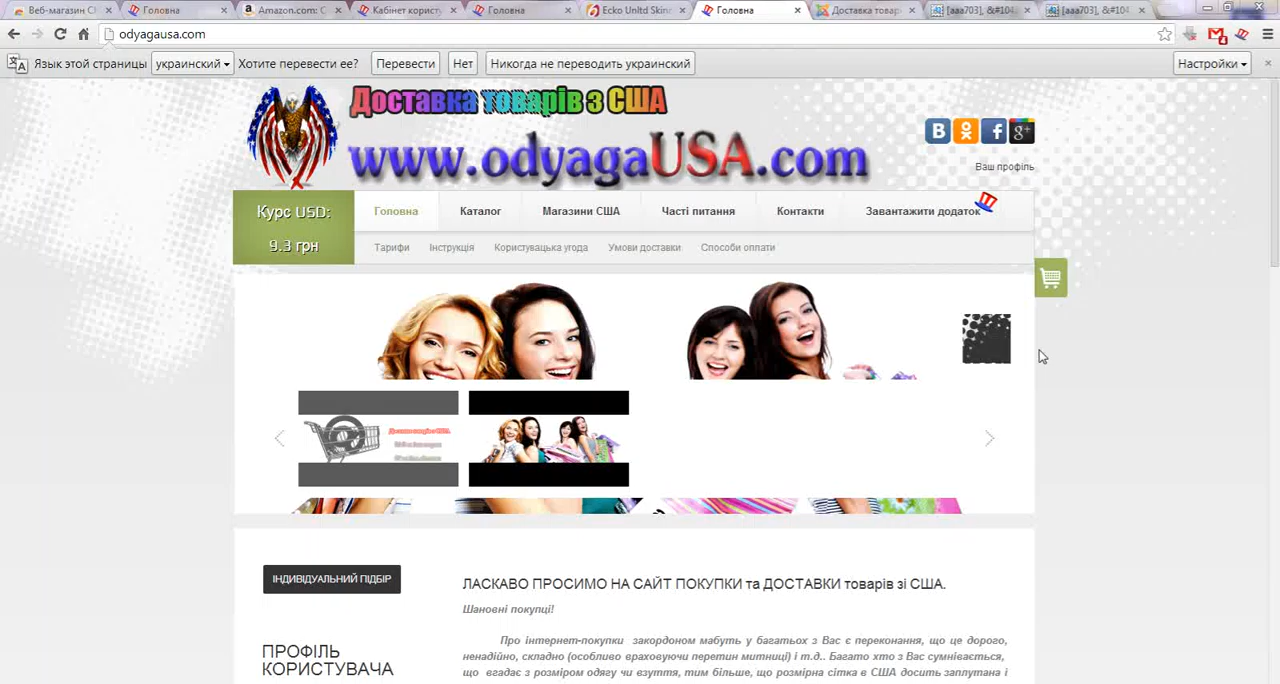 Веб-магазин C
Головна
Amazon.com: C
Кабінет корист
Головна
Ecko Unltd Skine
Головна
Доставка товар
[aaa703], &#104
[aaa703], &#104
odyagausa.com
Язык этой страницы украинский Хотите перевести ее? Перевести Нет Никогда не переводить украинский Настройки
Доставка товарів з США
www.odyagaUSA.com
B f g+
Ваш профіль
Курс USD:
9.3 грн
Головна Каталог Магазини США Часті питання Контакти Завантажити додаток
Тарифи Інструкція Користувацька угода Умови доставки Способи оплати
Доставка товарів з США
ІНДИВІДУАЛЬНИЙ ПІДБІР
ПРОФІЛЬ
КОРИСТУВАЧА
ЛАСКАВО ПРОСИМО НА САЙТ ПОКУПКИ та ДОСТАВКИ товарів зі США.
Шановні покупці!
Про інтернет-покупки закордоном мабуть у багатьох з Вас є переконання, що це дорого,
ненадійно, складно (особливо враховуючи перетин митниці) і т.д.. Багато хто з Вас сумнівається,
що вгадає з розміром одягу чи взуття, тим більше, що розмірна сітка в США досить заплутана і